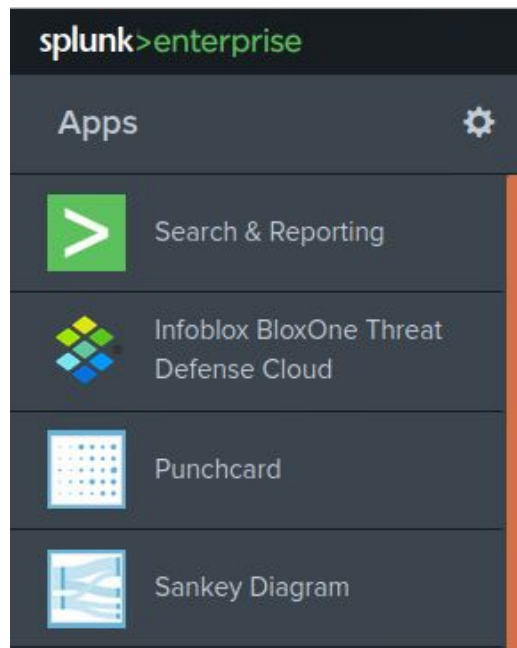 splunk>enterprise
Apps
Search & Reporting
Infoblox BloxOne Threat
Defense Cloud
Punchcard
Sankey Diagram